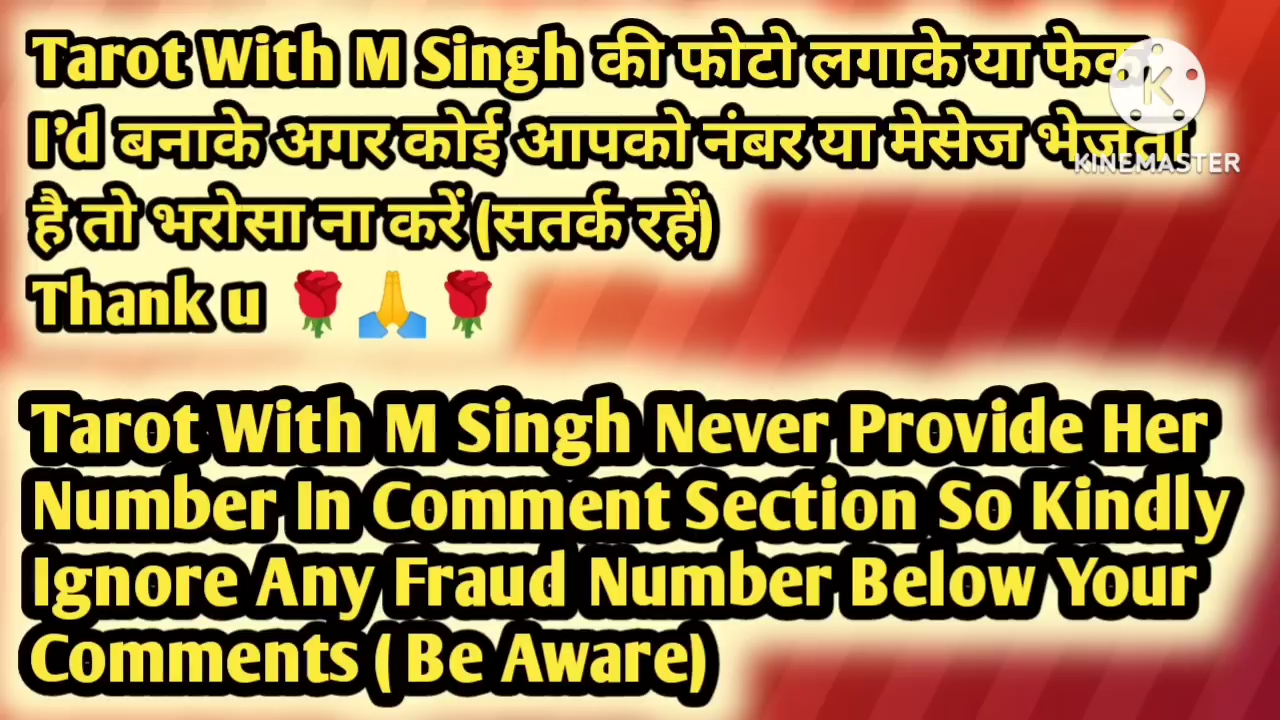 Tarot With M Singh की फोटो लगाके या फेक
I'd बनाके अगर कोई आपको नंबर या मेसेज भेजता
है तो भरोसा ना करें (सतर्क रहें)
Thank u 🌹🙏🌹
Tarot With M Singh Never Provide Her
Number In Comment Section So Kindly
Ignore Any Fraud Number Below Your
Comments ( Be Aware)
K
KINEMASTER